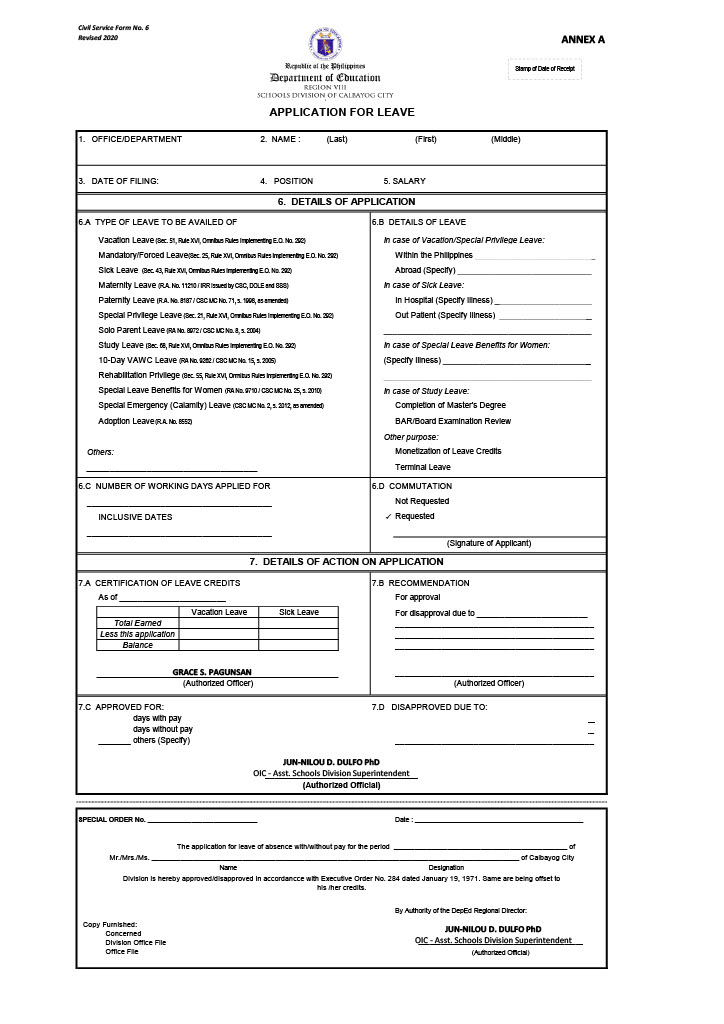 Civil Service Form No. 6
Revised 2020
ANNEX A
Stamp of Date of Receipt
Republic of the Philippines
Department of Education
REGION VIII
SCHOOLS DIVISION OF CALBAYOG CITY
APPLICATION FOR LEAVE
1. OFFICE/DEPARTMENT 2. NAME : (Last) (First) (Middle)
3. DATE OF FILING: 4. POSITION 5. SALARY
6. DETAILS OF APPLICATION
6.A TYPE OF LEAVE TO BE AVAILED OF
Vacation Leave (Sec. 51, Rule XVI, Omnibus Rules Implementing E.O. No. 292)
Mandatory/Forced Leave (Sec. 25, Rule XVI, Omnibus Rules Implementing E.O. No. 292)
Sick Leave (Sec. 43, Rule XVI, Omnibus Rules Implementing E.O. No. 292)
Maternity Leave (R.A. No. 11210 / IRR issued by CSC, DOLE and SSS)
Paternity Leave (R.A. No. 8187 / CSC MC No. 71, s. 1998, as amended)
Special Privilege Leave (Sec. 21, Rule XVI, Omnibus Rules Implementing E.O. No. 292)
Solo Parent Leave (RA No. 8972 / CSC MC No. 8, s. 2004)
Study Leave (Sec. 68, Rule XVI, Omnibus Rules Implementing E.O. No. 292)
10-Day VAWC Leave (RA No. 9262 / CSC MC No. 15, s. 2005)
Rehabilitation Privilege (Sec. 55, Rule XVI, Omnibus Rules Implementing E.O. No. 292)
Special Leave Benefits for Women (RA No. 9710 / CSC MC No. 25, s. 2010)
Special Emergency (Calamity) Leave (CSC MC No. 2, s. 2012, as amended)
Adoption Leave (R.A. No. 8552)
Others:
6.B DETAILS OF LEAVE
In case of Vacation/Special Privilege Leave:
Within the Philippines
Abroad (Specify)
In case of Sick Leave:
In Hospital (Specify Illness)
Out Patient (Specify Illness)
In case of Special Leave Benefits for Women:
(Specify Illness)
In case of Study Leave:
Completion of Master's Degree
BAR/Board Examination Review
Other purpose:
Monetization of Leave Credits
Terminal Leave
6.C NUMBER OF WORKING DAYS APPLIED FOR
INCLUSIVE DATES
6.D COMMUTATION
Not Requested
✓ Requested
(Signature of Applicant)
7. DETAILS OF ACTION ON APPLICATION
7.A CERTIFICATION OF LEAVE CREDITS
As of
Vacation Leave Sick Leave
Total Earned
Less this application
Balance
GRACE S. PAGUNSAN
(Authorized Officer)
7.B RECOMMENDATION
For approval
For disapproval due to
(Authorized Officer)
7.C APPROVED FOR:
days with pay
days without pay
others (Specify)
7.D DISAPPROVED DUE TO:
JUN-NILOU D. DULFO PhD
OIC - Asst. Schools Division Superintendent
(Authorized Official)
SPECIAL ORDER No. Date :
The application for leave of absence with/without pay for the period of
Mr./Mrs./Ms. of Calbayog City
Name Designation
Division is hereby approved/disapproved in accordancce with Executive Order No. 284 dated January 19, 1971. Same are being offset to
his /her credits.
By Authority of the DepEd Regional Director:
Copy Furnished:
Concerned
Division Office File
Office File
JUN-NILOU D. DULFO PhD
OIC - Asst. Schools Division Superintendent
(Authorized Official)